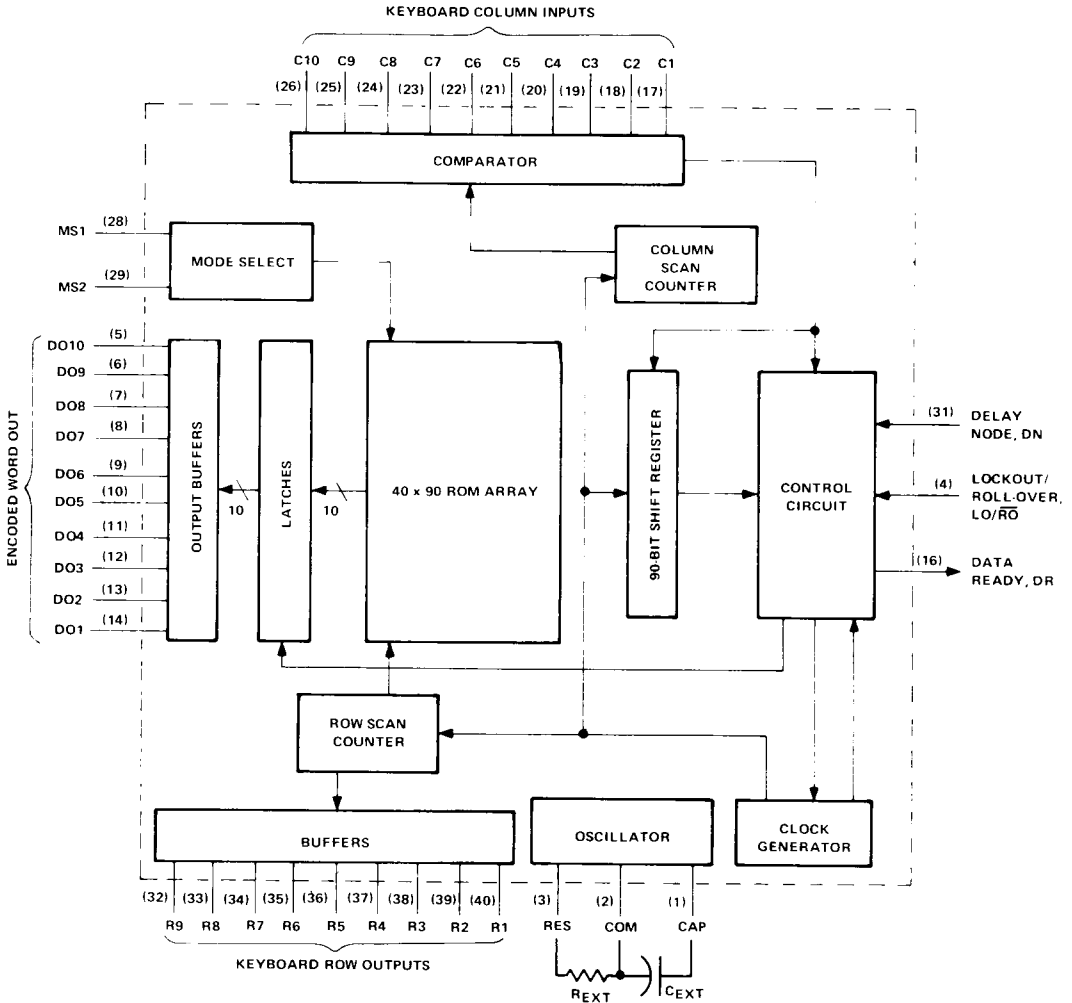 KEYBOARD COLUMN INPUTS
C10 C9 C8 C7 C6 C5 C4 C3 C2 C1
(26) (25) (24) (23) (22) (21) (20) (19) (18) (17)
COMPARATOR
MS1 (28)
MS2 (29)
MODE SELECT
COLUMN
SCAN
COUNTER
ENCODED WORD OUT
DO10 (5)
DO9 (6)
DO8 (7)
DO7 (8)
DO6 (9)
DO5 (10)
DO4 (11)
DO3 (12)
DO2 (13)
DO1 (14)
OUTPUT BUFFERS
10
LATCHES
10
40 x 90 ROM ARRAY
90-BIT SHIFT REGISTER
CONTROL
CIRCUIT
(31) DELAY
NODE, DN
(4) LOCKOUT/
ROLL-OVER,
LO/R̅O̅
(16) DATA
READY, DR
ROW SCAN
COUNTER
BUFFERS
OSCILLATOR
CLOCK
GENERATOR
(32) (33) (34) (35) (36) (37) (38) (39) (40)
R9 R8 R7 R6 R5 R4 R3 R2 R1
KEYBOARD ROW OUTPUTS
(3) (2) (1)
RES COM CAP
REXT CEXT